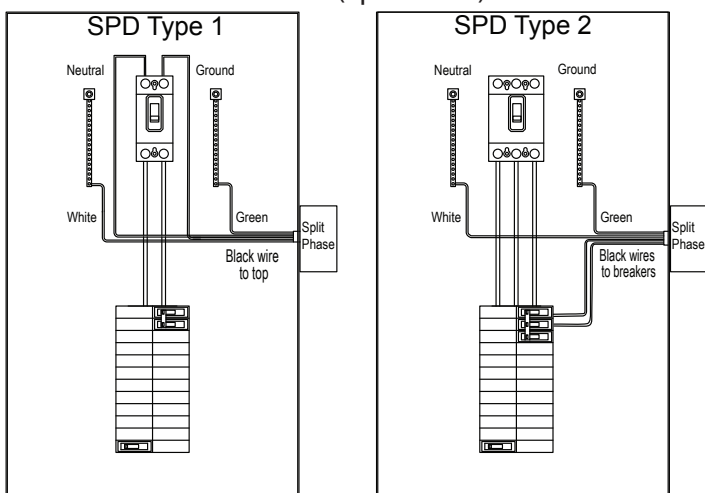 SPD Type 1
Neutral
Ground
White
Green
Split
Phase
Black wire
to top
SPD Type 2
Neutral
Ground
White
Green
Split
Phase
Black wires
to breakers